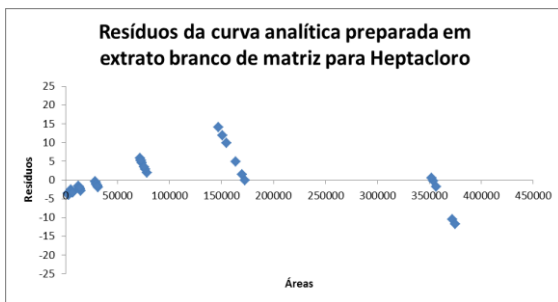 Resíduos da curva analítica preparada em
extrato branco de matriz para Heptacloro
25
20
15
10
5
0
-5
-10
-15
-20
-25
Resíduos
0 50000 100000 150000 200000 250000 300000 350000 400000 450000
Áreas